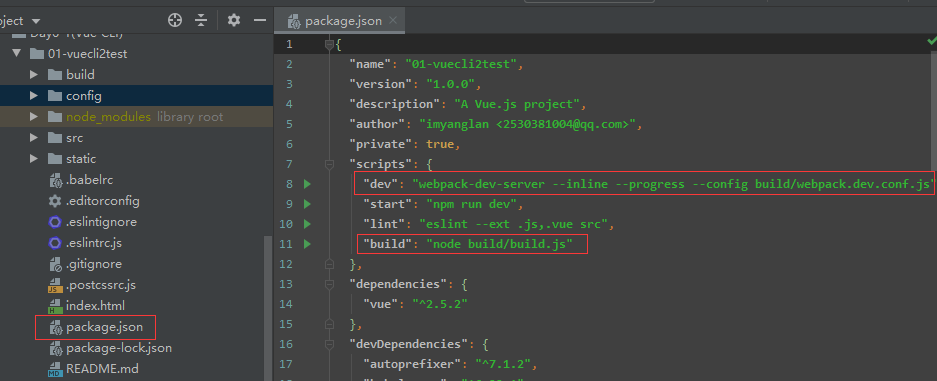 ject
package.json
01-vuecli2test
build
config
node_modules library root
src
static
.babelrc
.editorconfig
.eslintignore
.eslintrc.js
.gitignore
.postcssrc.js
index.html
package.json
package-lock.json
README.md
1 {
2 "name": "01-vuecli2test",
3 "version": "1.0.0",
4 "description": "A Vue.js project",
5 "author": "imyanglan <2530381004@qq.com>",
6 "private": true,
7 "scripts": {
8 "dev": "webpack-dev-server --inline --progress --config build/webpack.dev.conf.js"
9 "start": "npm run dev",
10 "lint": "eslint --ext .js,.vue src",
11 "build": "node build/build.js"
12 },
13 "dependencies": {
14 "vue": "^2.5.2"
15 },
16 "devDependencies": {
17 "autoprefixer": "^7.1.2",